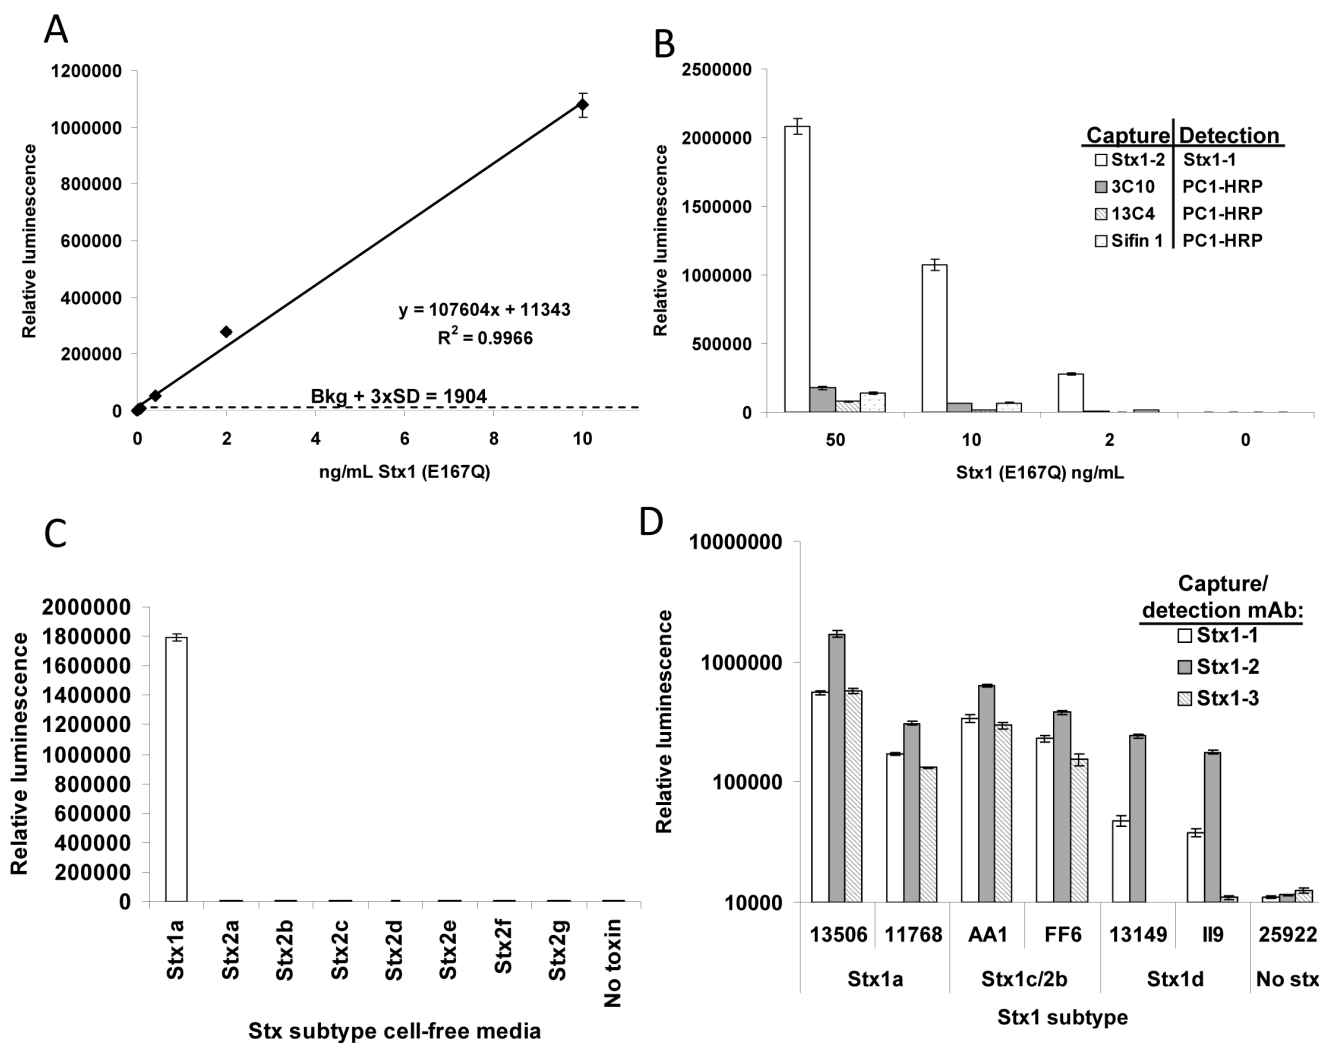 A
1200000
1000000
800000
600000
400000
200000
0
Relative luminescence
y = 107604x + 11343
R² = 0.9966
Bkg + 3xSD = 1904
0 2 4 6 8 10
ng/mL Stx1 (E167Q)
B
2500000
2000000
1500000
1000000
500000
0
Relative luminescence
Capture Detection
Stx1-2 Stx1-1
3C10 PC1-HRP
13C4 PC1-HRP
Sifin 1 PC1-HRP
50 10 2 0
Stx1 (E167Q) ng/mL
C
2000000
1800000
1600000
1400000
1200000
1000000
800000
600000
400000
200000
0
Relative luminescence
Stx1a
Stx2a
Stx2b
Stx2c
Stx2d
Stx2e
Stx2f
Stx2g
No toxin
Stx subtype cell-free media
D
10000000
1000000
100000
10000
Relative luminescence
Capture/
detection mAb:
Stx1-1
Stx1-2
Stx1-3
13506 11768 AA1 FF6 13149 II9 25922
Stx1a Stx1c/2b Stx1d No stx
Stx1 subtype